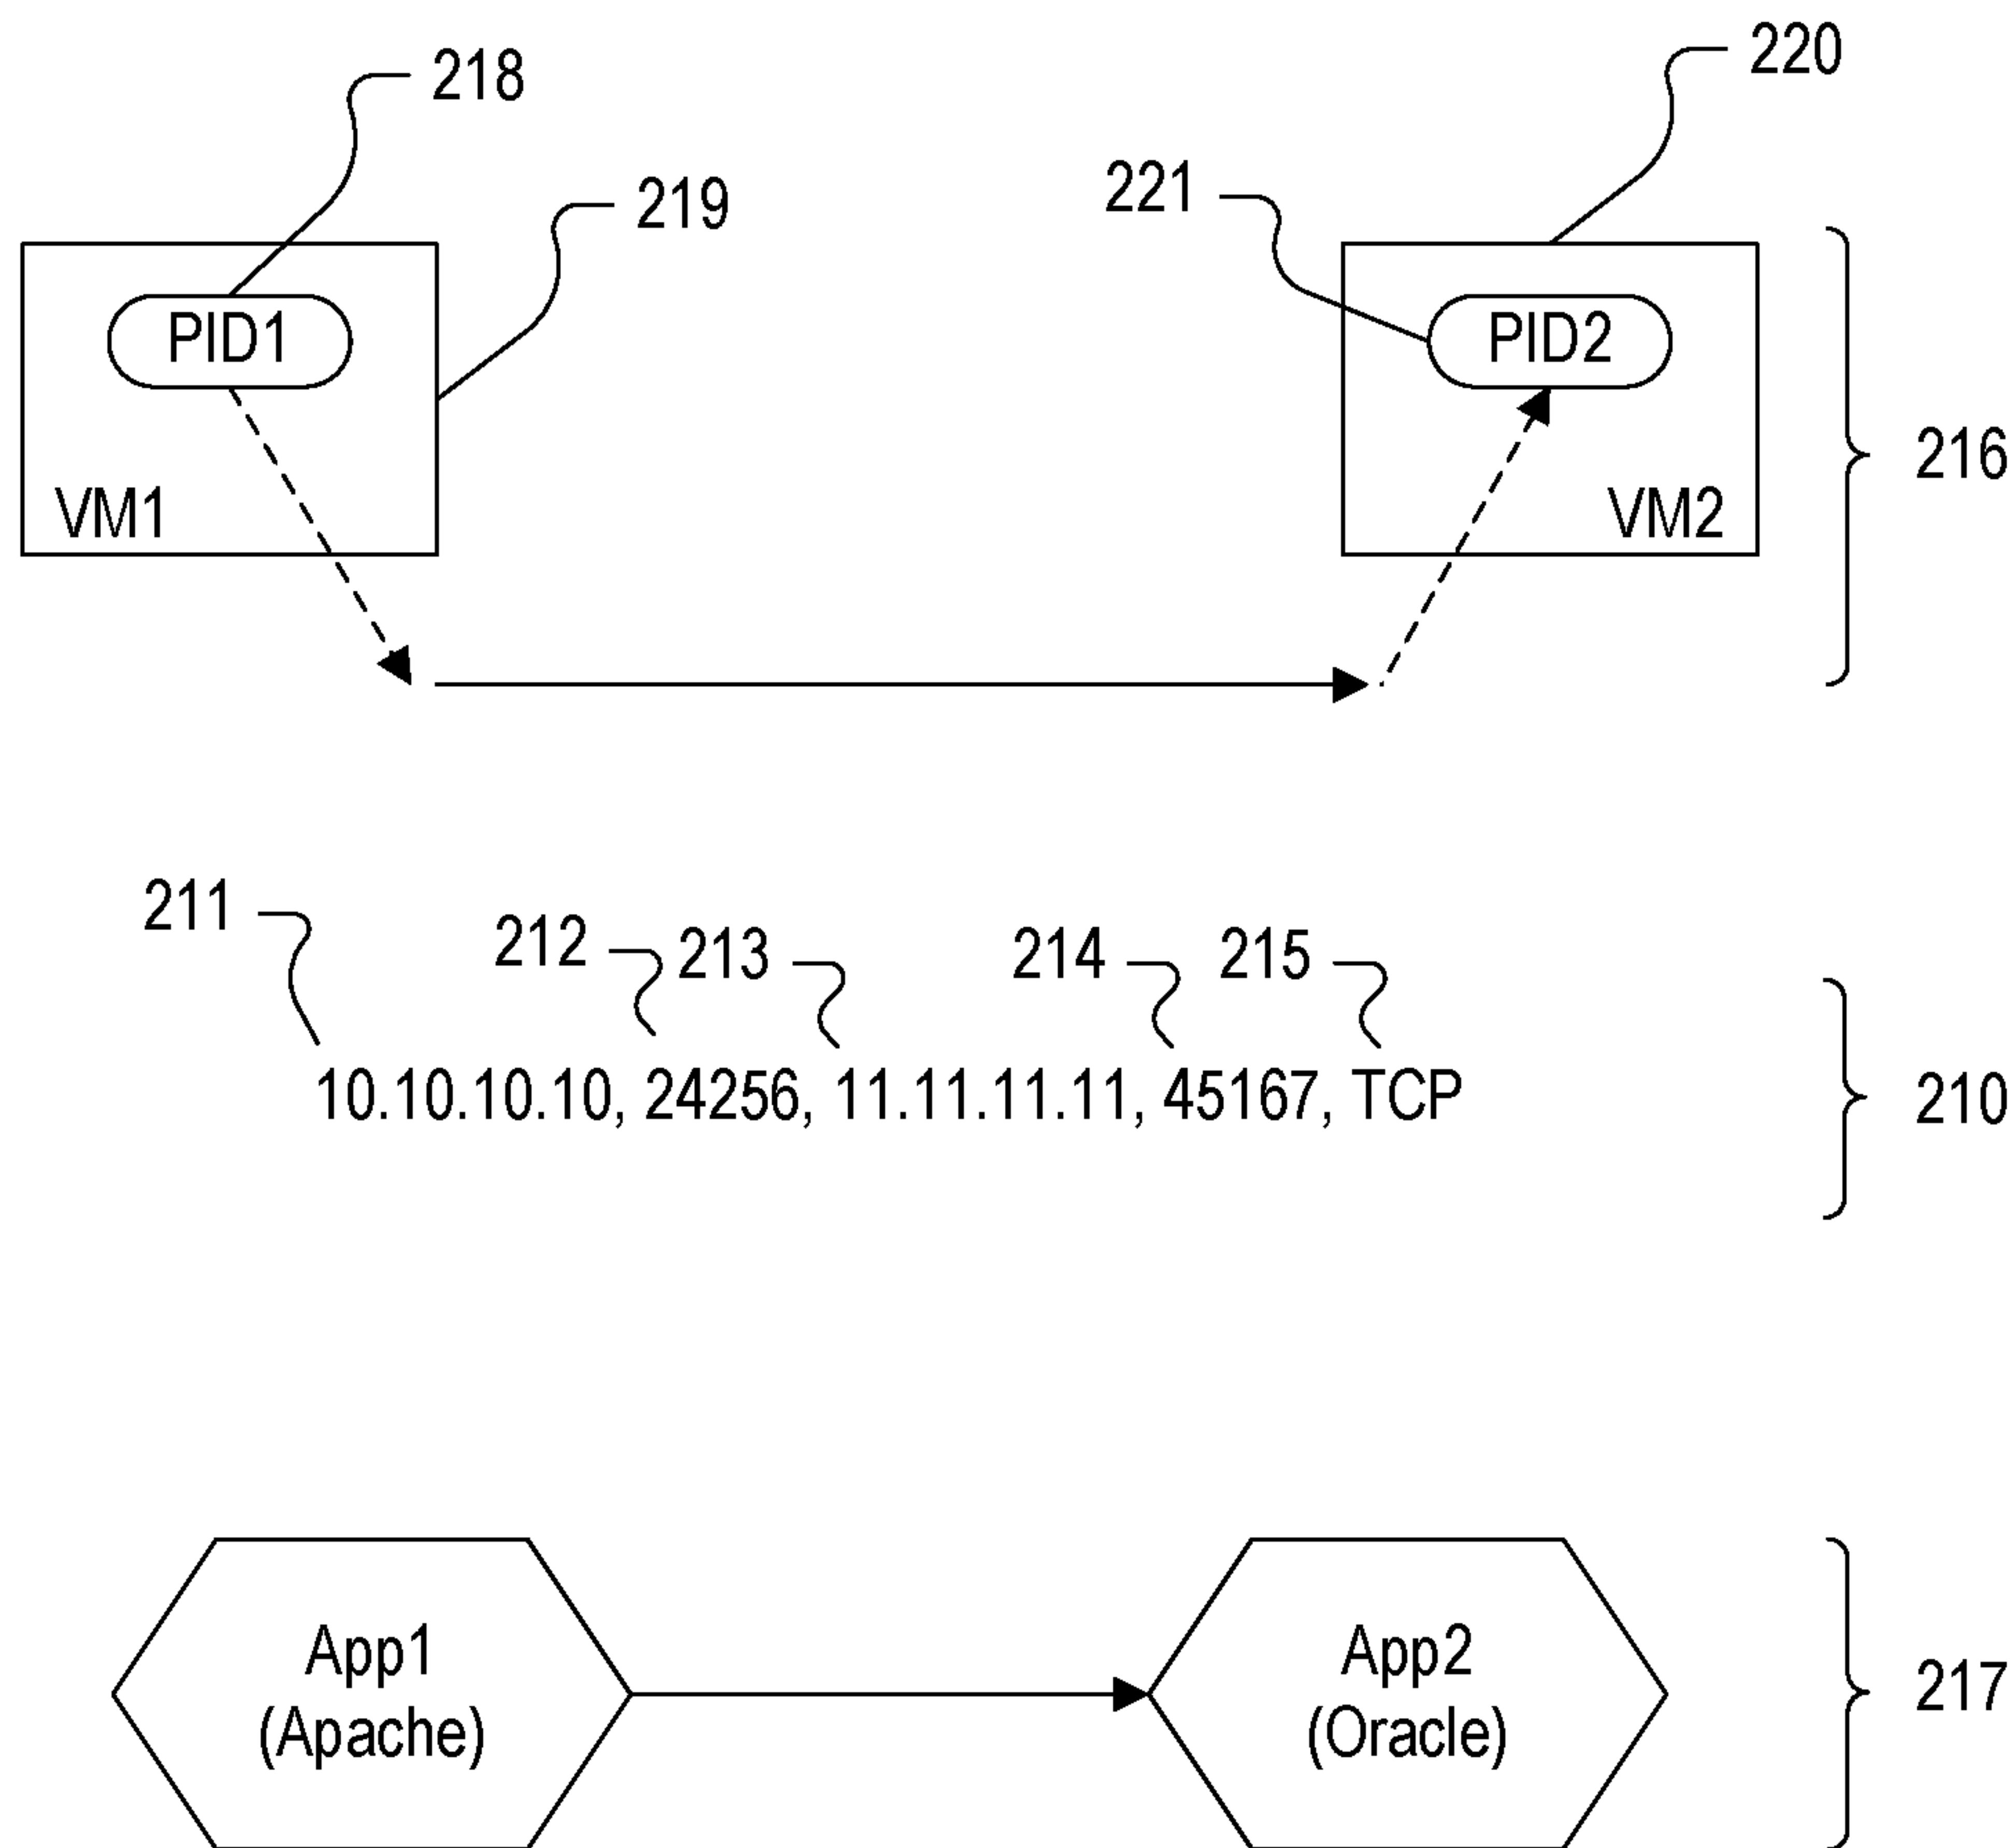 220
218
221
219
PID1
PID2
216
VM1
VM2
211
212
213
214
215
10.10.10.10, 24256, 11.11.11.11, 45167, TCP
210
App1
(Apache)
App2
(Oracle)
217